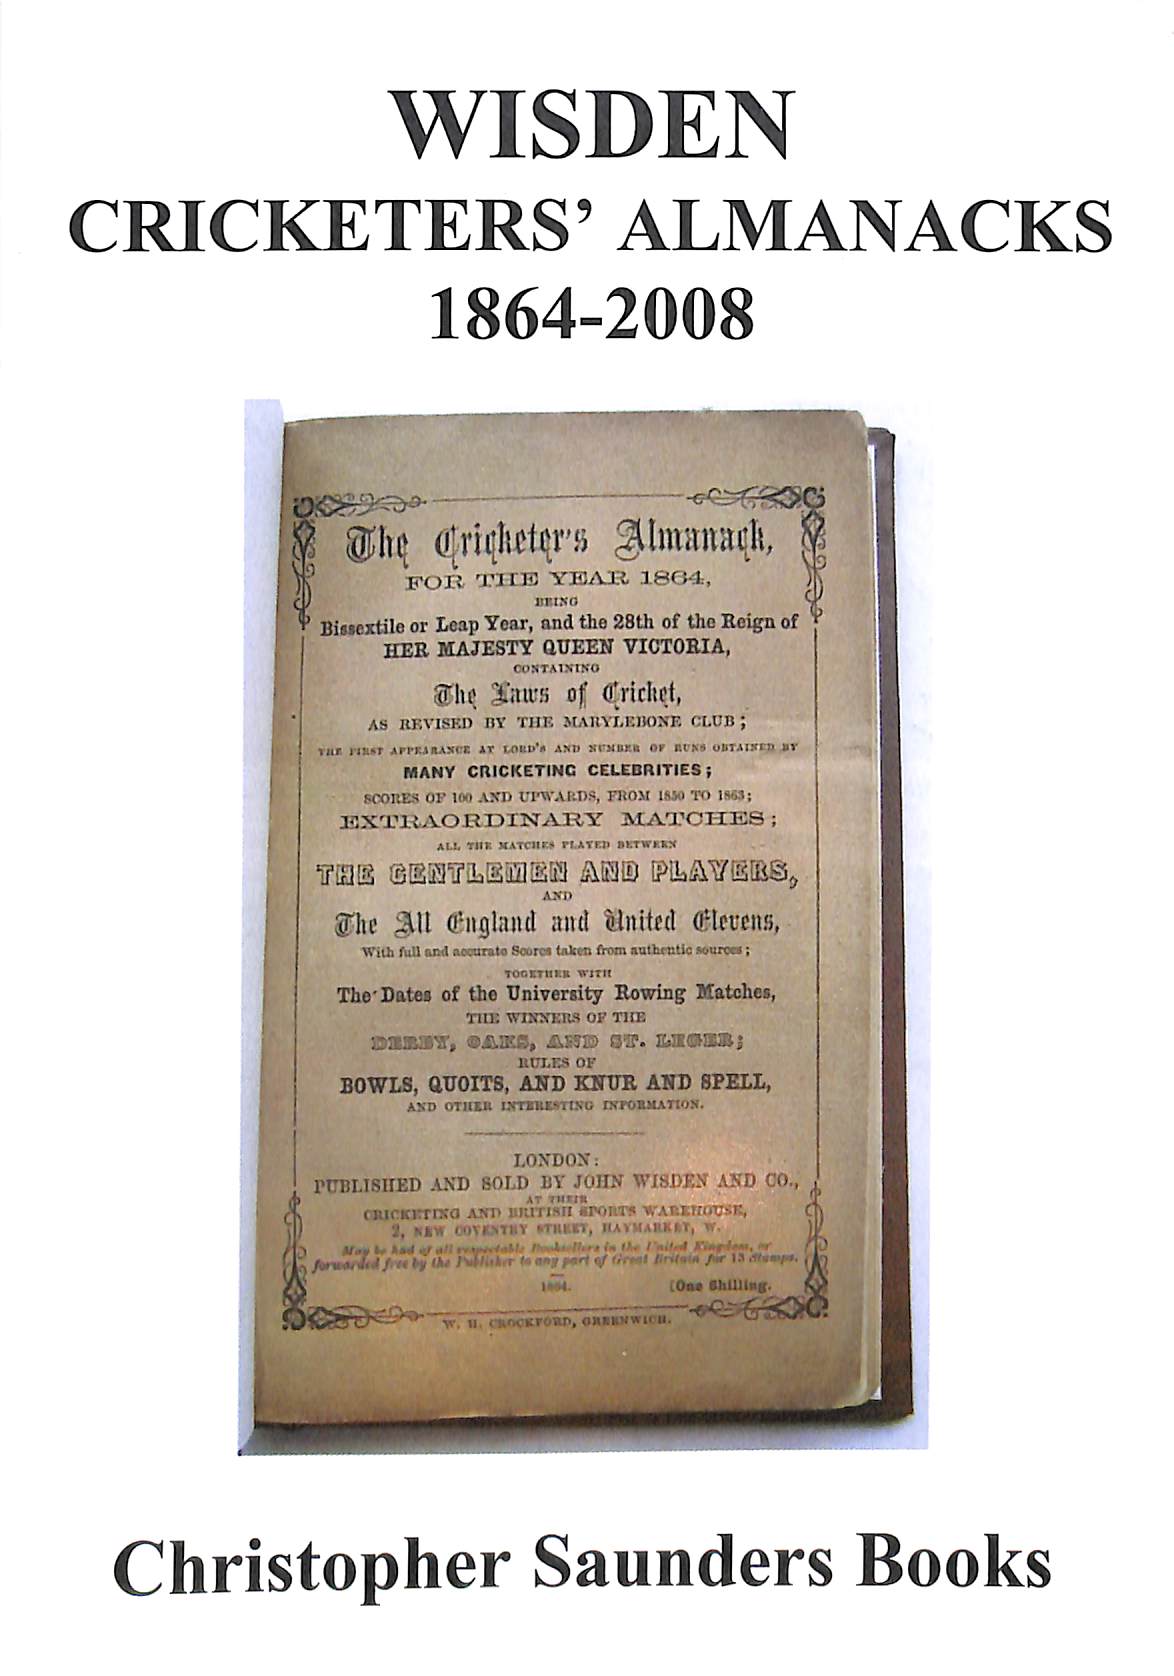 WISDEN
CRICKETERS’ ALMANACKS
1864-2008
The Cricketer's Almanack,
FOR THE YEAR 1864,
BEING
Bissextile or Leap Year, and the 28th of the Reign of
HER MAJESTY QUEEN VICTORIA,
CONTAINING
The Laws of Cricket,
AS REVISED BY THE MARYLEBONE CLUB;
THE FIRST APPEARANCE AT LORD'S AND NUMBER OF RUNS OBTAINED BY
MANY CRICKETING CELEBRITIES;
SCORES OF 100 AND UPWARDS, FROM 1850 TO 1863;
EXTRAORDINARY MATCHES;
ALL THE MATCHES PLAYED BETWEEN
THE GENTLEMEN AND PLAYERS,
AND
The All England and United Elevens,
With full and accurate Scores taken from authentic sources;
TOGETHER WITH
The Dates of the University Rowing Matches,
THE WINNERS OF THE
DERBY, OAKS, AND ST. LEGER;
RULES OF
BOWLS, QUOITS, AND KNUR AND SPELL,
AND OTHER INTERESTING INFORMATION.
LONDON:
PUBLISHED AND SOLD BY JOHN WISDEN AND CO.,
AT THEIR
CRICKETING AND BRITISH SPORTS WAREHOUSE,
2, NEW COVENTRY STREET, HAYMARKET, W.
May be had of all respectable Booksellers in the United Kingdom, or
forwarded free by the Publisher to any part of Great Britain for 13 Stamps.
1864.
[One Shilling.
W. H. CROCKFORD, GREENWICH.
Christopher Saunders Books